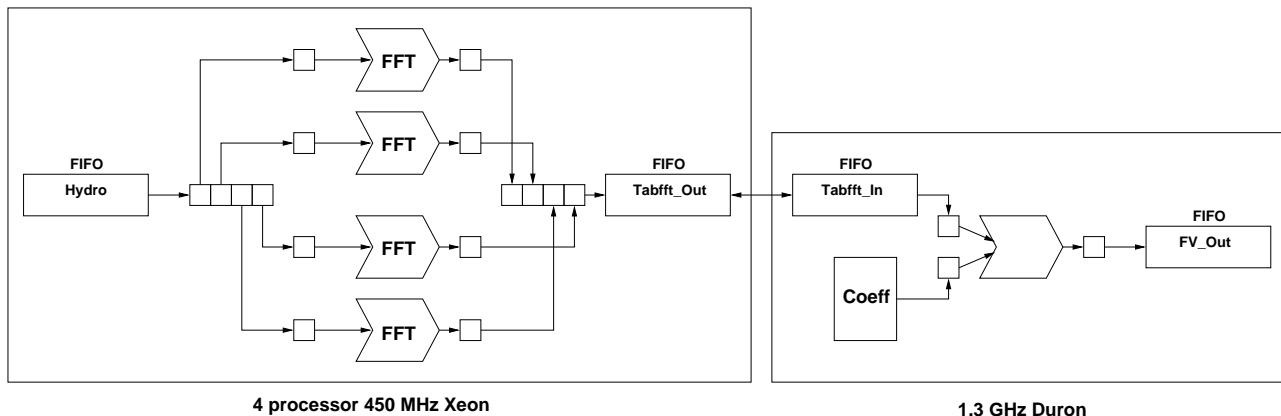 FFT
FFT
FIFO
Hydro
FIFO
Tabfft_Out
FIFO
Tabfft_In
FIFO
FV_Out
FFT
Coeff
FFT
4 processor 450 MHz Xeon
1.3 GHz Duron